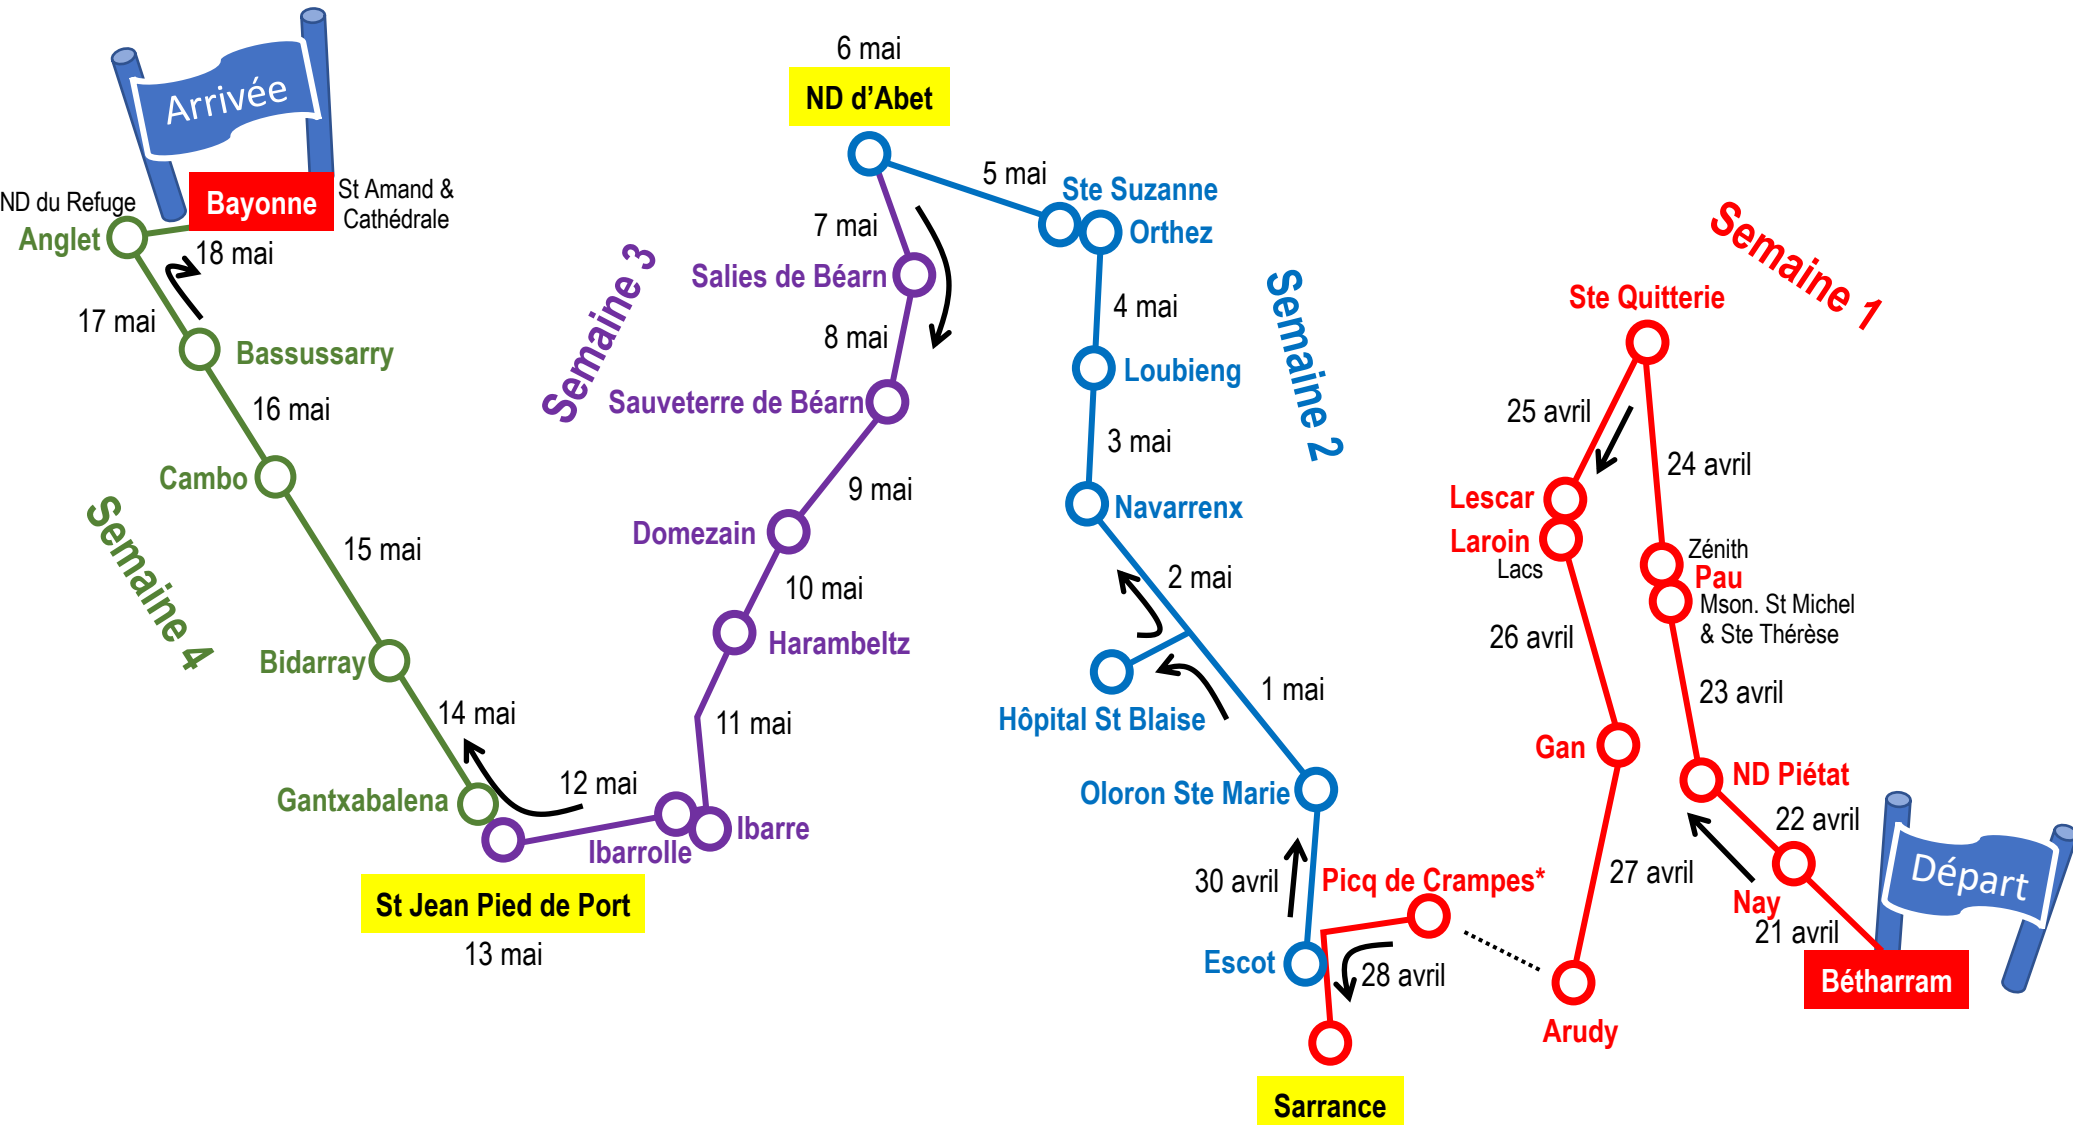 6 mai
ND d’Abet
Arrivée
ND du Refuge
Bayonne
St Amand &
Cathédrale
Anglet
18 mai
17 mai
Bassussarry
16 mai
Cambo
Semaine 4
15 mai
Bidarray
14 mai
Gantxabalena
12 mai
St Jean Pied de Port
13 mai
Semaine 3
7 mai
Salies de Béarn
8 mai
Sauveterre de Béarn
9 mai
Domezain
10 mai
Harambeltz
11 mai
Ibarre
Ibarrolle
5 mai
Ste Suzanne
Orthez
4 mai
Loubieng
Semaine 2
3 mai
Navarrenx
2 mai
Hôpital St Blaise
1 mai
Oloron Ste Marie
30 avril
Escot
Picq de Crampes*
28 avril
Sarrance
Semaine 1
Ste Quitterie
25 avril
24 avril
Lescar
Laroin
Lacs
Zénith
Pau
Mson. St Michel
& Ste Thérèse
26 avril
23 avril
Gan
ND Piétat
22 avril
27 avril
Nay
21 avril
Départ
Bétharram
Arudy